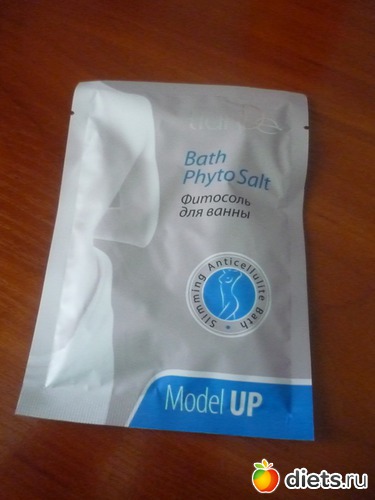 Bath
Phyto Salt
Фитосоль
для ванны
Slimming Anticellulite Bath
Model UP
diets.ru